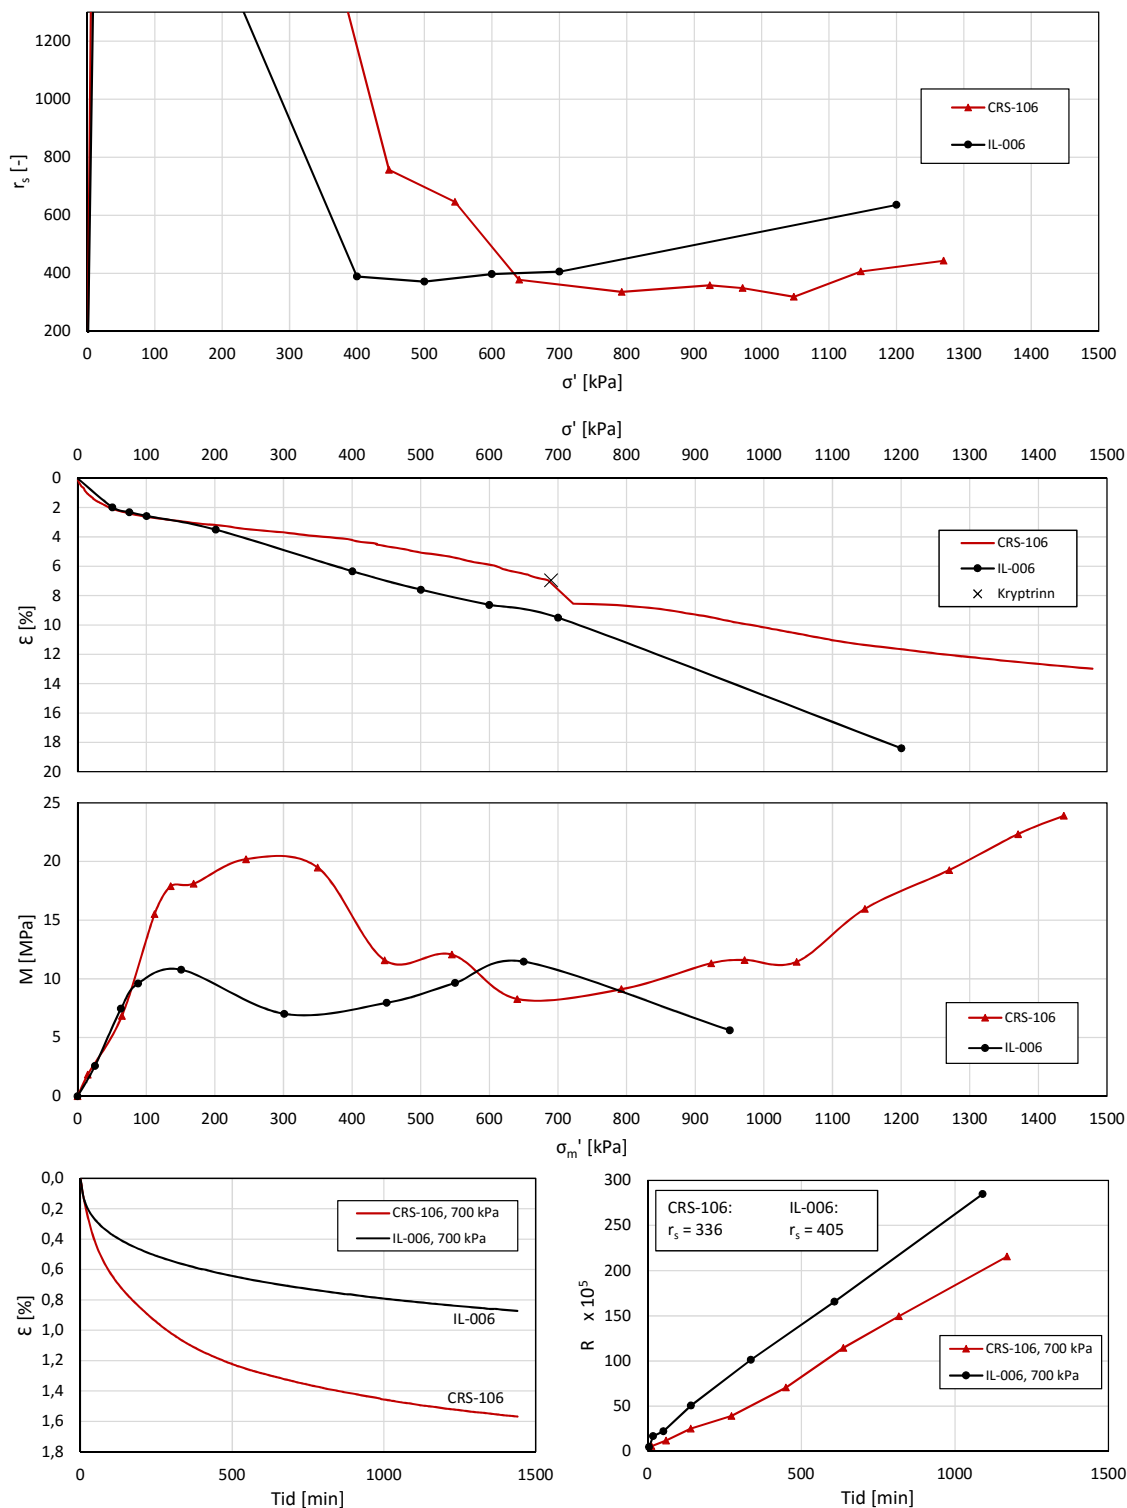 1200
1000
800
600
400
200
r_s [-]
CRS-106
IL-006
0 100 200 300 400 500 600 700 800 900 1000 1100 1200 1300 1400 1500
σ' [kPa]
σ' [kPa]
0 100 200 300 400 500 600 700 800 900 1000 1100 1200 1300 1400 1500
0
2
4
6
8
10
12
14
16
18
20
Ɛ [%]
CRS-106
IL-006
Kryptrinn
25
20
15
10
5
0
M [MPa]
CRS-106
IL-006
0 100 200 300 400 500 600 700 800 900 1000 1100 1200 1300 1400 1500
σ_m' [kPa]
0,0
0,2
0,4
0,6
0,8
1,0
1,2
1,4
1,6
1,8
Ɛ [%]
CRS-106, 700 kPa
IL-006, 700 kPa
IL-006
CRS-106
0 500 1000 1500
Tid [min]
300
250
200
150
100
50
0
R x 10⁵
CRS-106: IL-006:
r_s = 336 r_s = 405
CRS-106, 700 kPa
IL-006, 700 kPa
0 500 1000 1500
Tid [min]